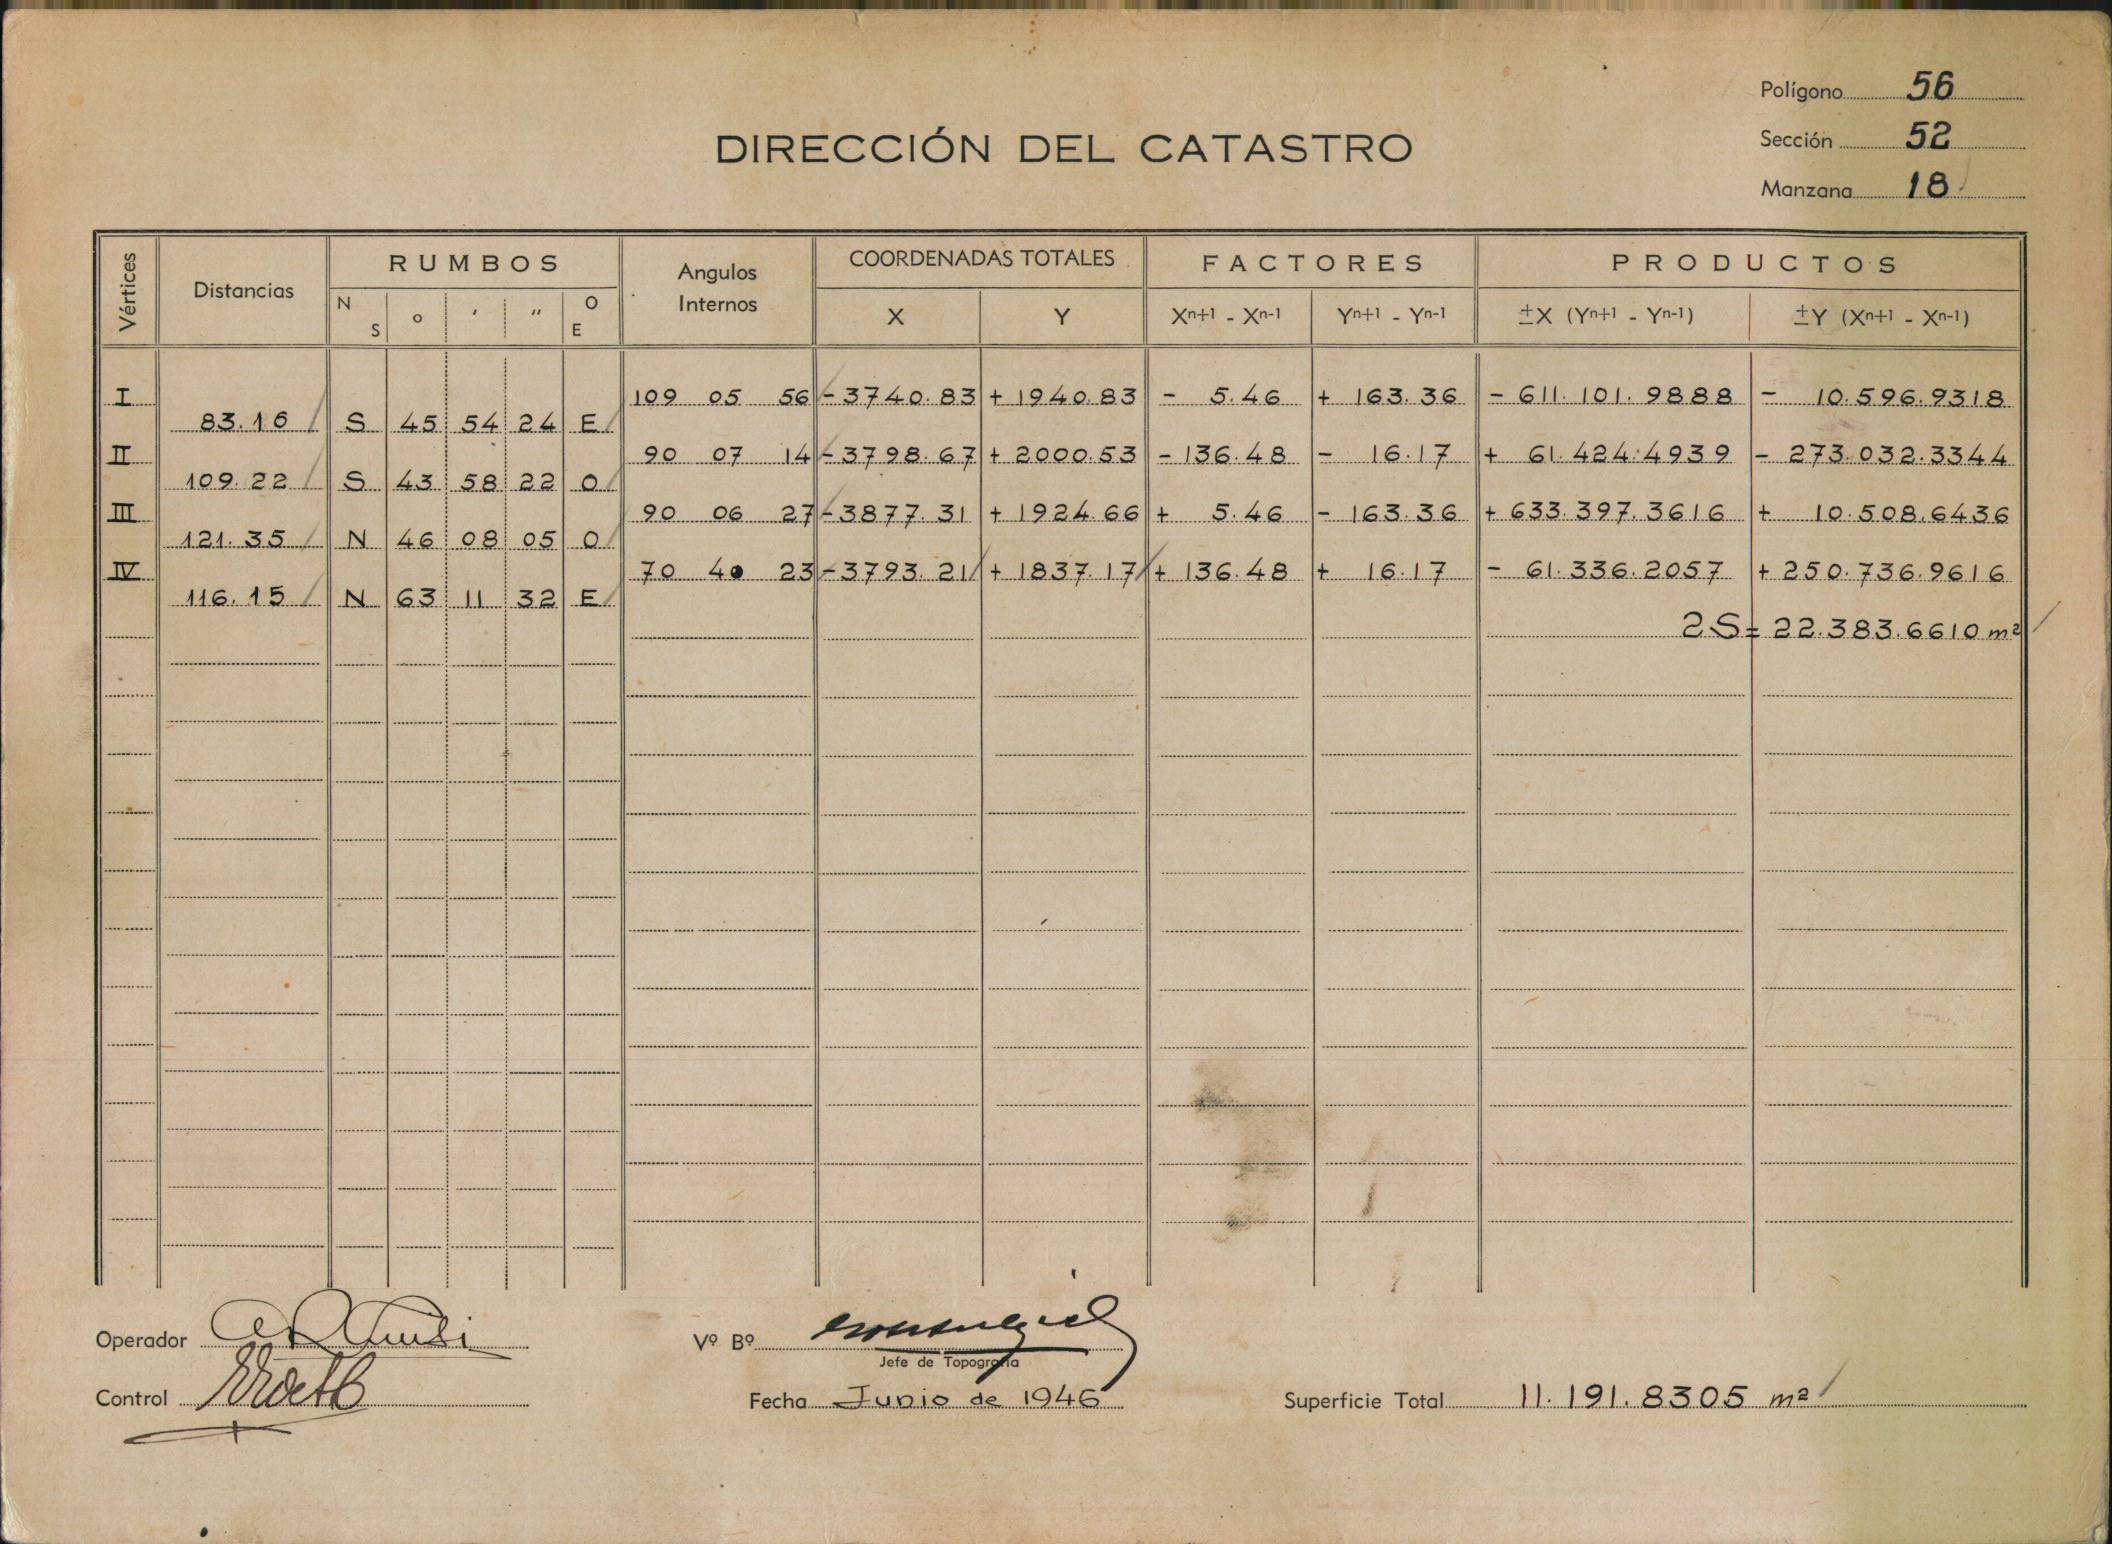 Polígono 56
DIRECCIÓN DEL CATASTRO
Sección 52
Manzana 18
Vértices Distancias RUMBOS Angulos Internos COORDENADAS TOTALES FACTORES PRODUCTOS
N S o ' " O E X Y Xn+1 - Xn-1 Yn+1 - Yn-1 ±X (Yn+1 - Yn-1) ±Y (Xn+1 - Xn-1)
I 109 05 56 -3740.83 +1940.83 - 5.46 + 163.36 - 611.101.9888 - 10.596.9318
83.16 S 45 54 24 E
II 90 07 14 -3798.67 +2000.53 -136.48 - 16.17 + 61.424.4939 - 273.032.3344
109.22 S 43 58 22 O
III 90 06 27 -3877.31 +1924.66 + 5.46 - 163.36 + 633.397.3616 + 10.508.6436
121.35 N 46 08 05 O
IV 70 40 23 -3793.21 +1837.17 + 136.48 + 16.17 - 61.336.2057 + 250.736.9616
116.15 N 63 11 32 E
2S= 22.383.6610 m²
Operador Vº Bº
Jefe de Topografía
Control Fecha Junio de 1946 Superficie Total 11.191.8305 m²